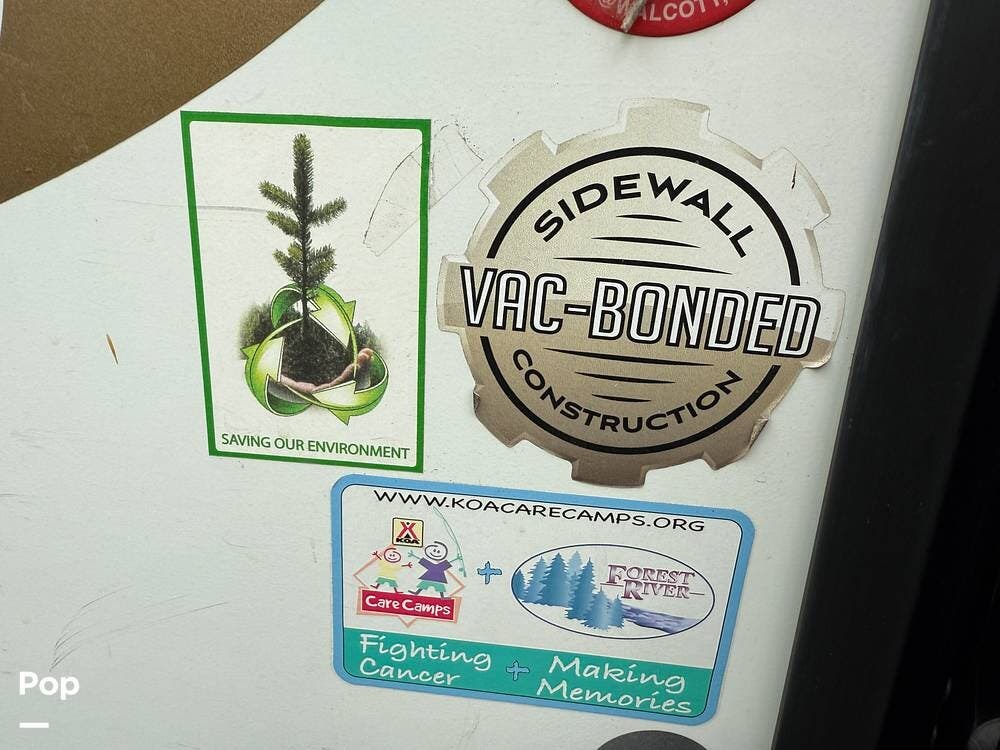 WALCOTT,
SIDEWALL
VAC-BONDED
CONSTRUCTION
SAVING OUR ENVIRONMENT
WWW.KOACARECAMPS.ORG
KOA
Care Camps
+
FOREST
RIVER
Fighting
Cancer
+
Making
Memories
Pop